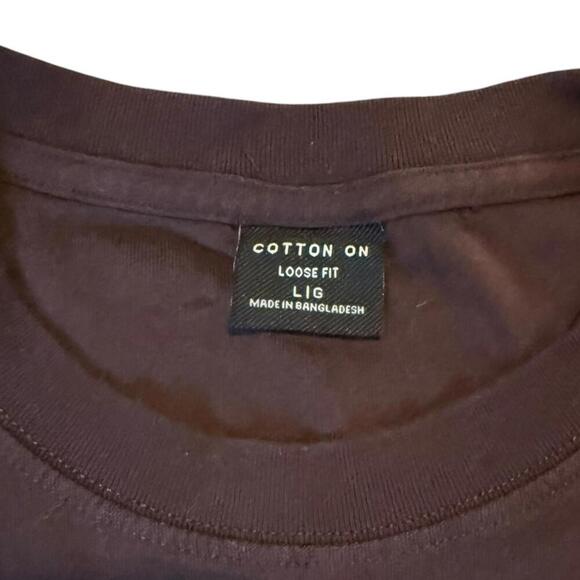 COTTON ON
LOOSE FIT
L|G
MADE IN BANGLADESH